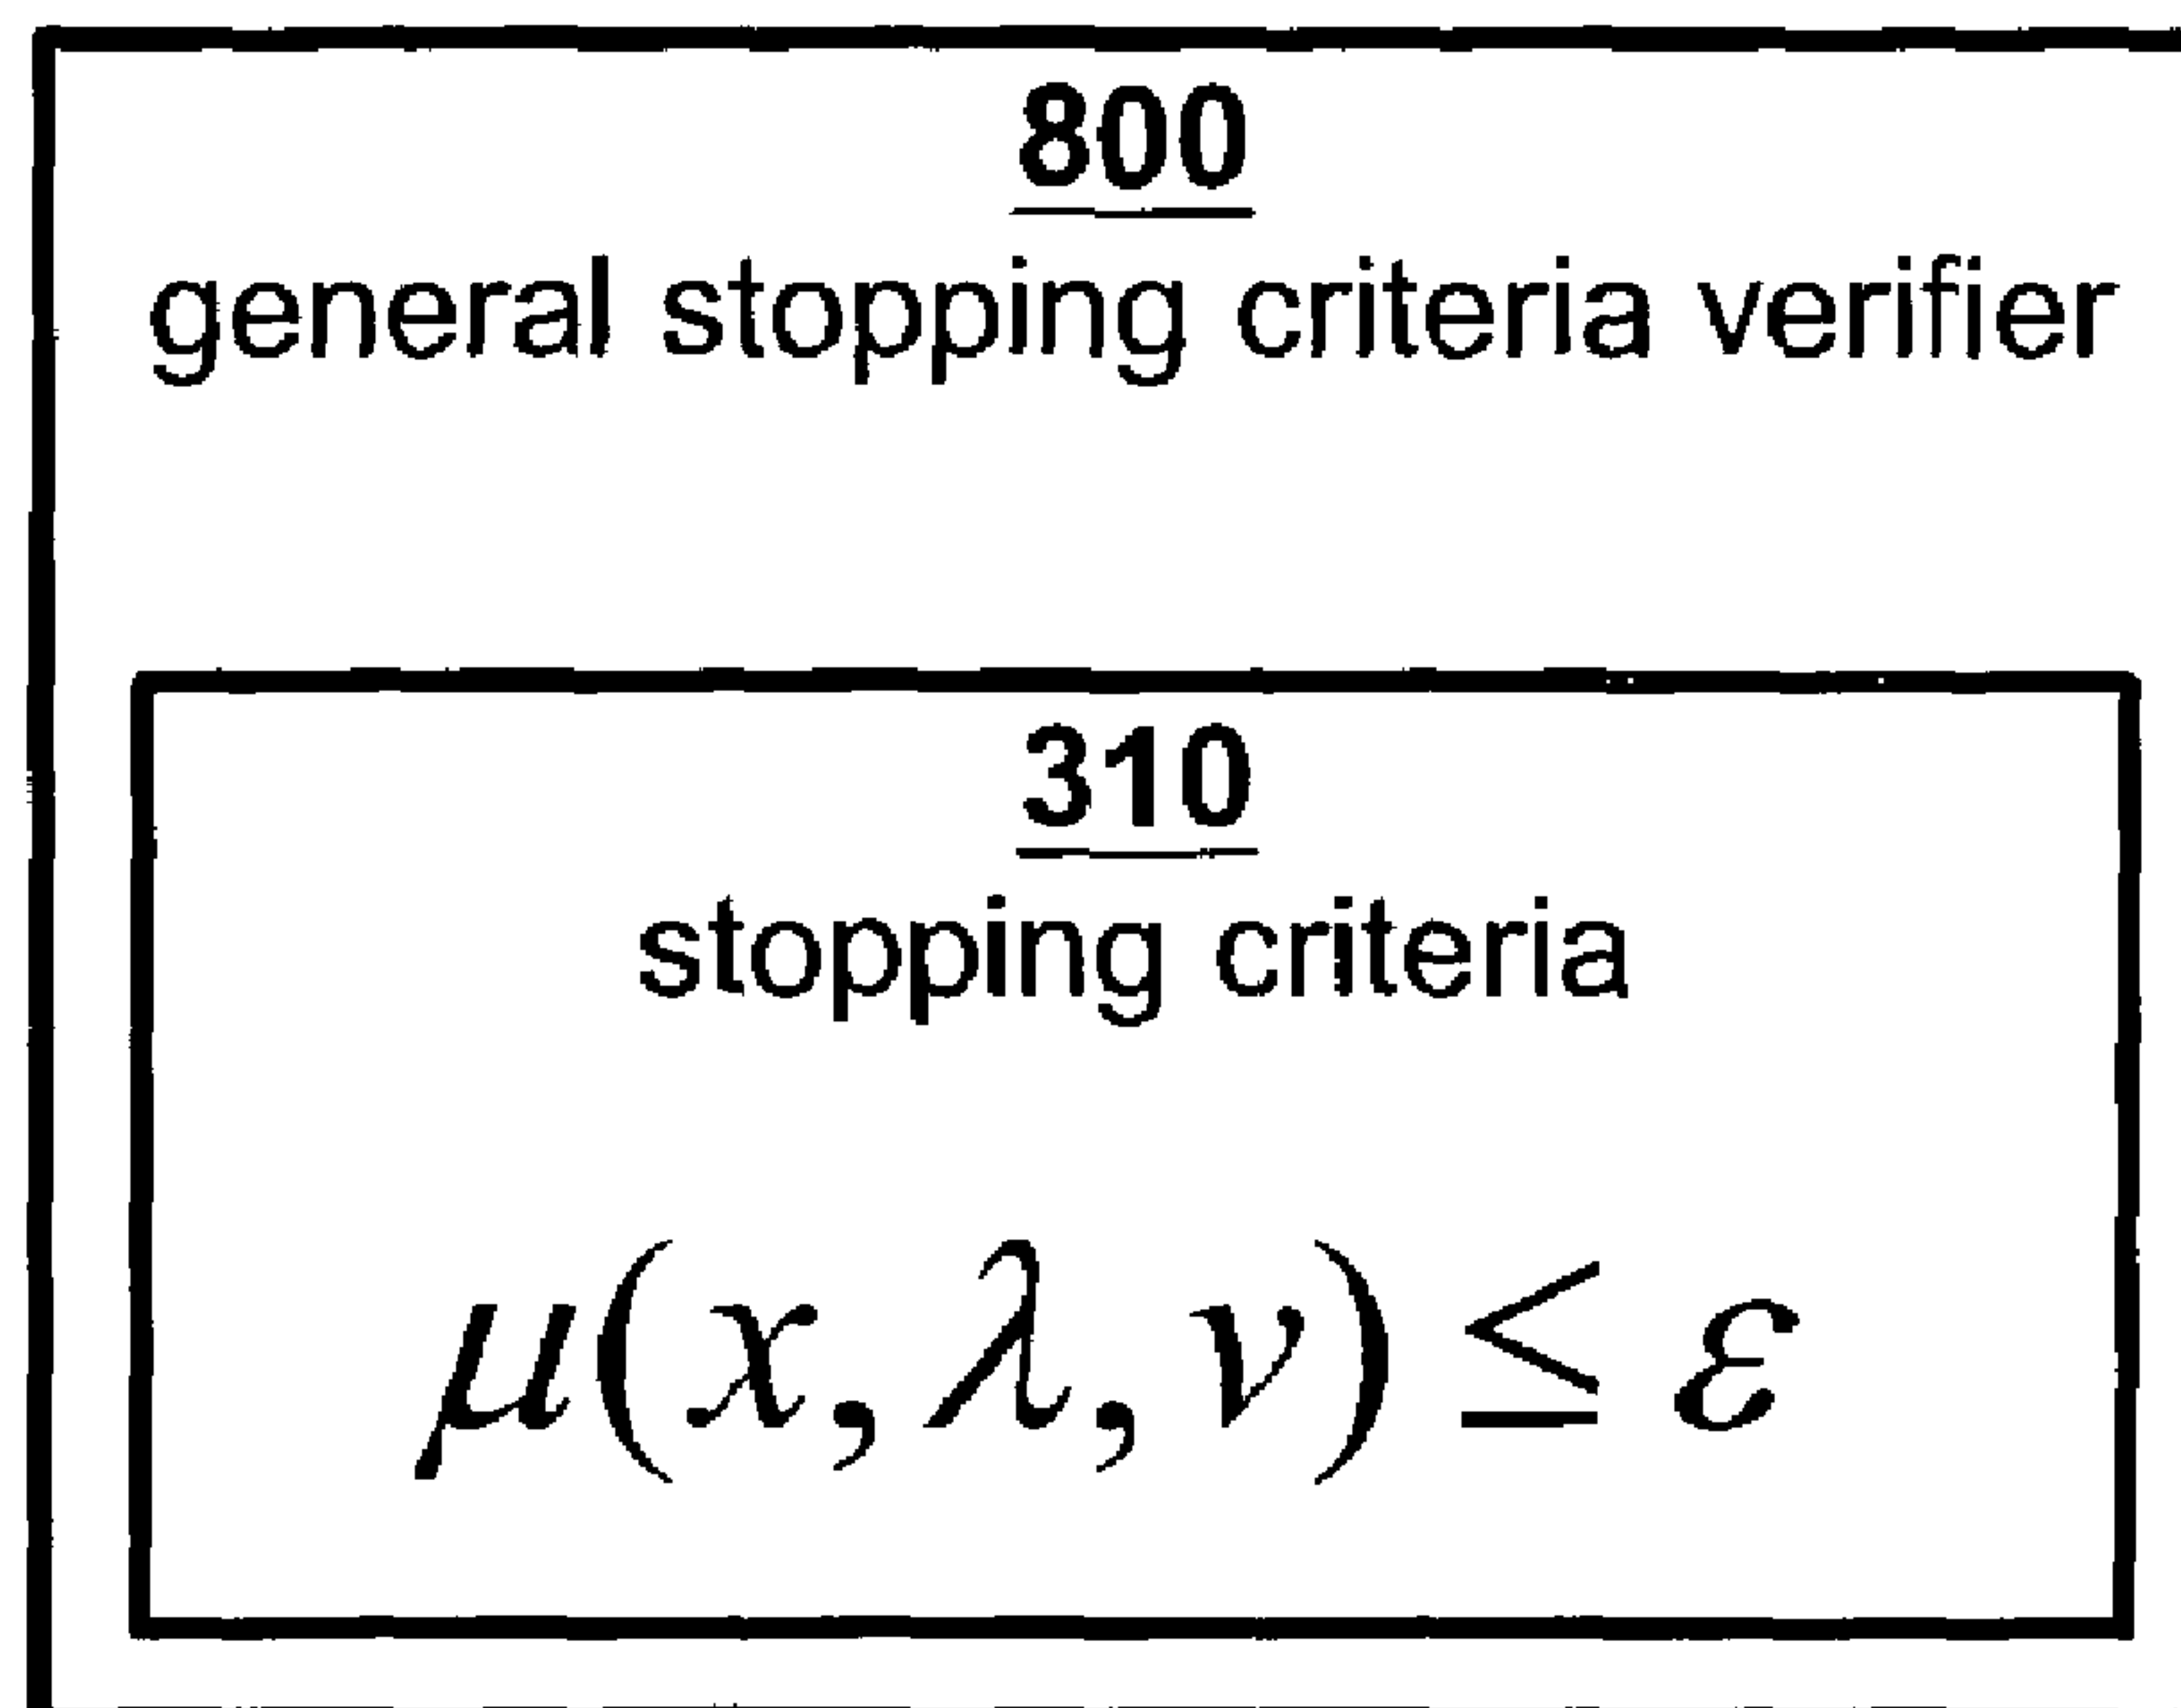 800
general stopping criteria verifier
310
stopping criteria
μ(x, λ, ν) ≤ ε